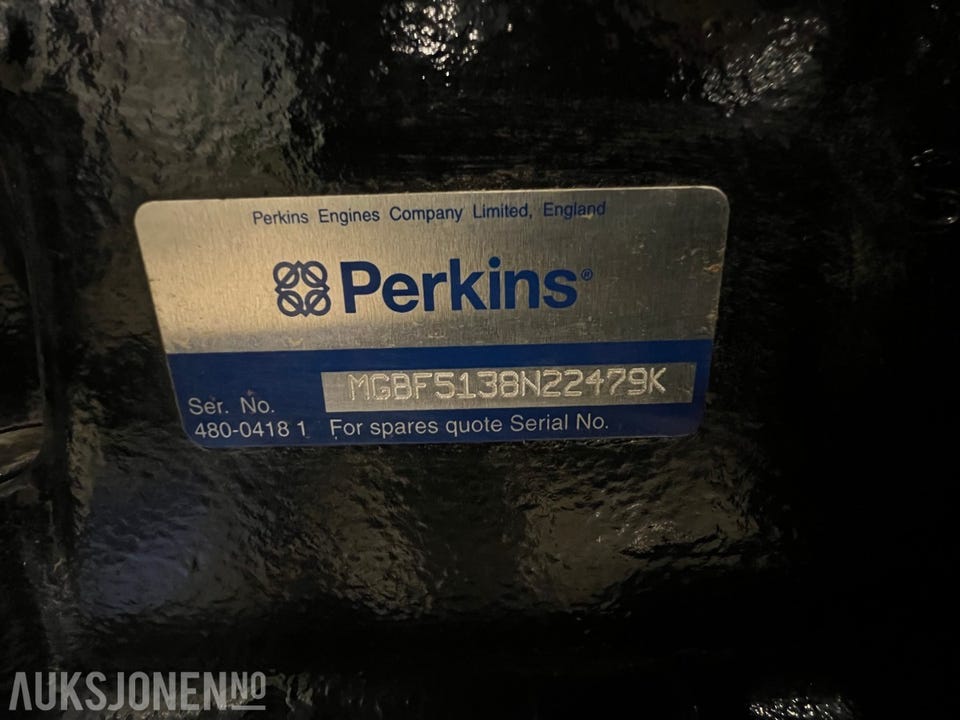 Perkins Engines Company Limited, England
Perkins®
Ser. No. MGBF5138N22479K
480-0418 1 For spares quote Serial No.
AUKSJONEN.NO